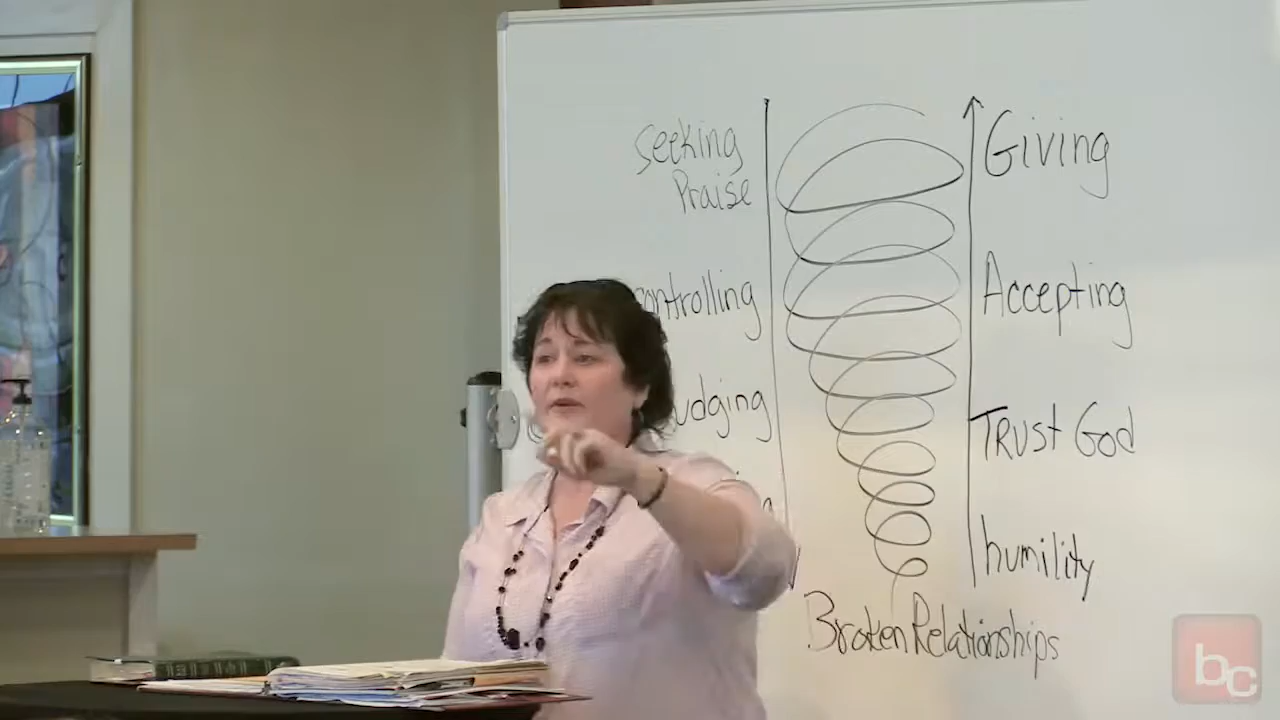 Seeking
Praise
Giving
controlling
Accepting
Judging
Trust God
humility
Broken Relationships
bc